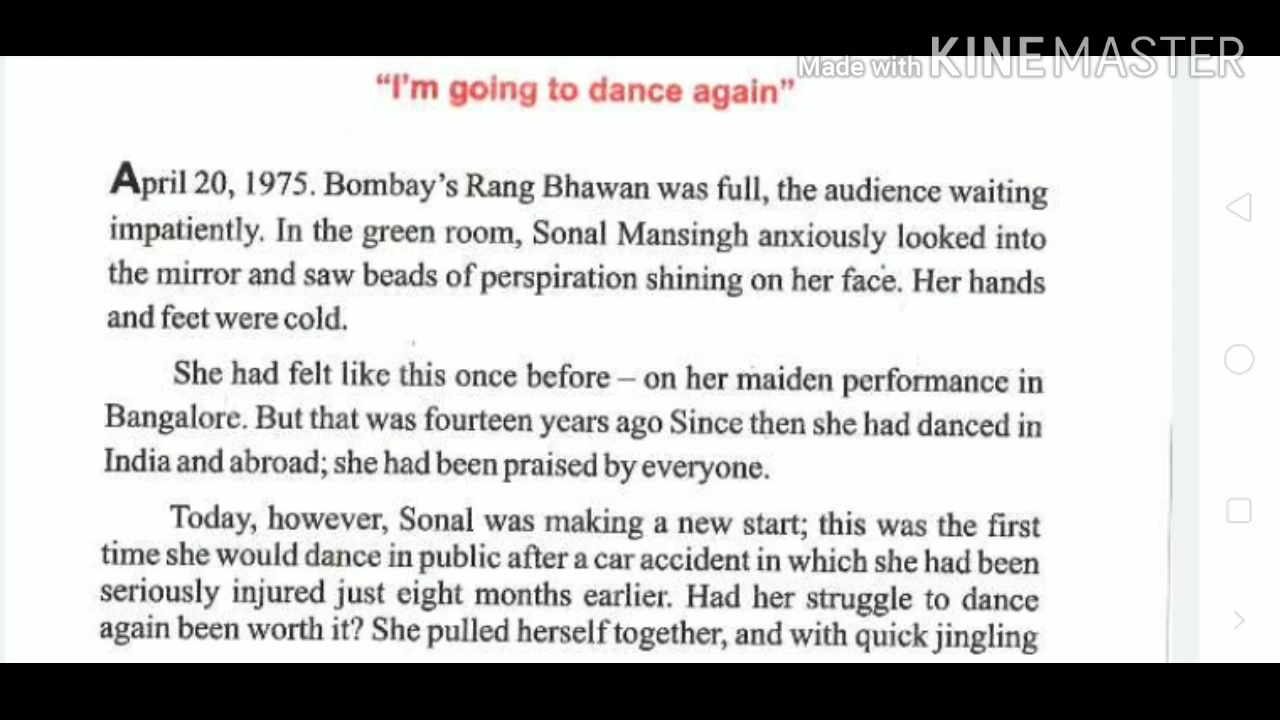 Made with KINEMASTER
“I'm going to dance again”
April 20, 1975. Bombay's Rang Bhawan was full, the audience waiting
impatiently. In the green room, Sonal Mansingh anxiously looked into
the mirror and saw beads of perspiration shining on her face. Her hands
and feet were cold.
She had felt like this once before – on her maiden performance in
Bangalore. But that was fourteen years ago Since then she had danced in
India and abroad; she had been praised by everyone.
Today, however, Sonal was making a new start; this was the first
time she would dance in public after a car accident in which she had been
seriously injured just eight months earlier. Had her struggle to dance
again been worth it? She pulled herself together, and with quick jingling